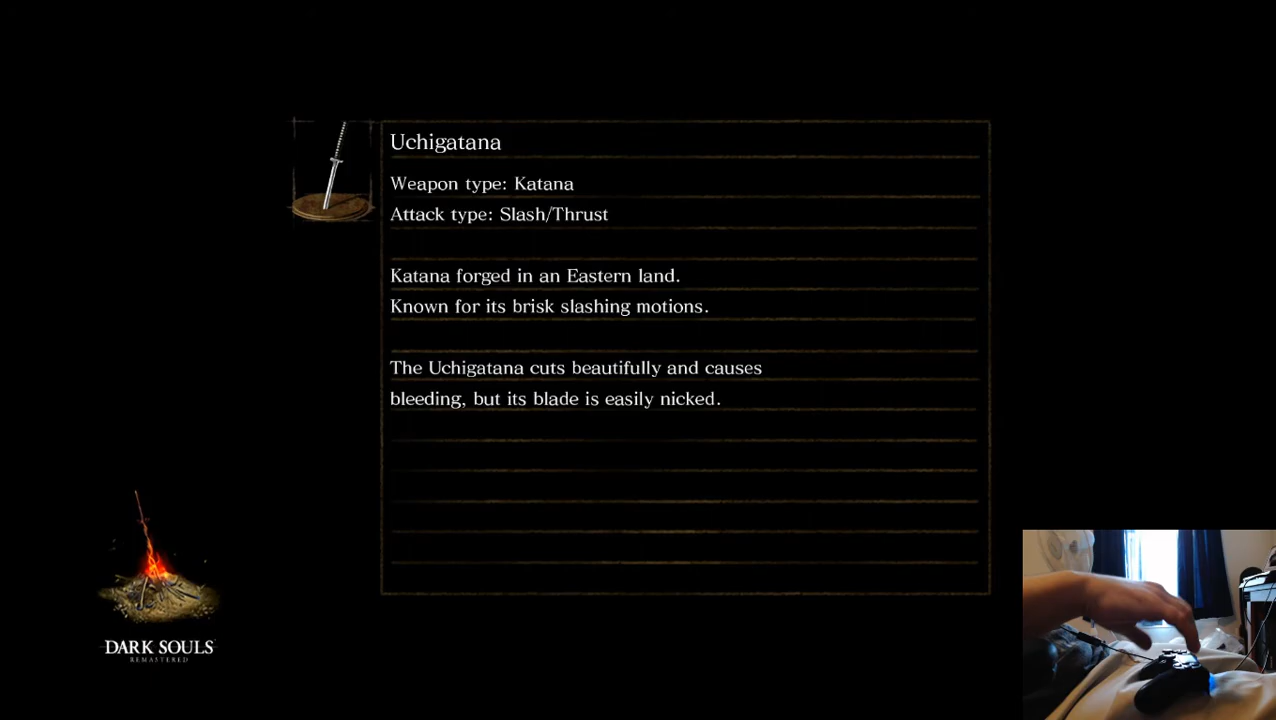 Uchigatana
Weapon type: Katana
Attack type: Slash/Thrust
Katana forged in an Eastern land.
Known for its brisk slashing motions.
The Uchigatana cuts beautifully and causes
bleeding, but its blade is easily nicked.
DARK SOULS
REMASTERED